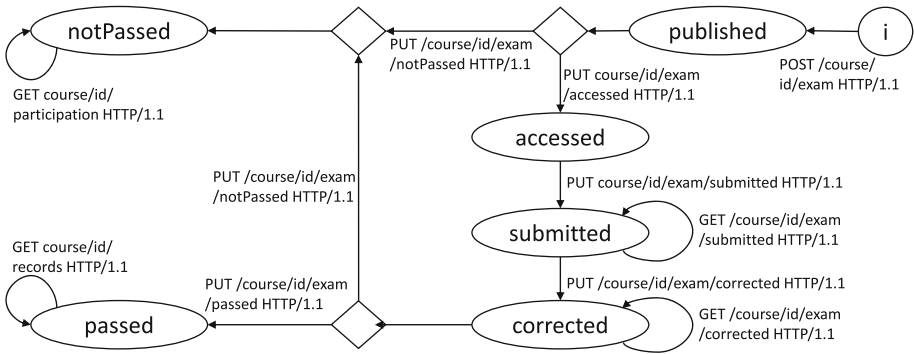 notPassed
published
i
PUT /course/id/exam
/notPassed HTTP/1.1
POST /course/
id/exam HTTP/1.1
GET course/id/
participation HTTP/1.1
PUT course/id/exam
/accessed HTTP/1.1
accessed
PUT /course/id/exam
/notPassed HTTP/1.1
PUT course/id/exam/submitted HTTP/1.1
submitted
GET /course/id/exam
/submitted HTTP/1.1
GET course/id/
records HTTP/1.1
PUT /course/id/exam
/passed HTTP/1.1
PUT /course/id/exam/corrected HTTP/1.1
passed
corrected
GET /course/id/exam
/corrected HTTP/1.1